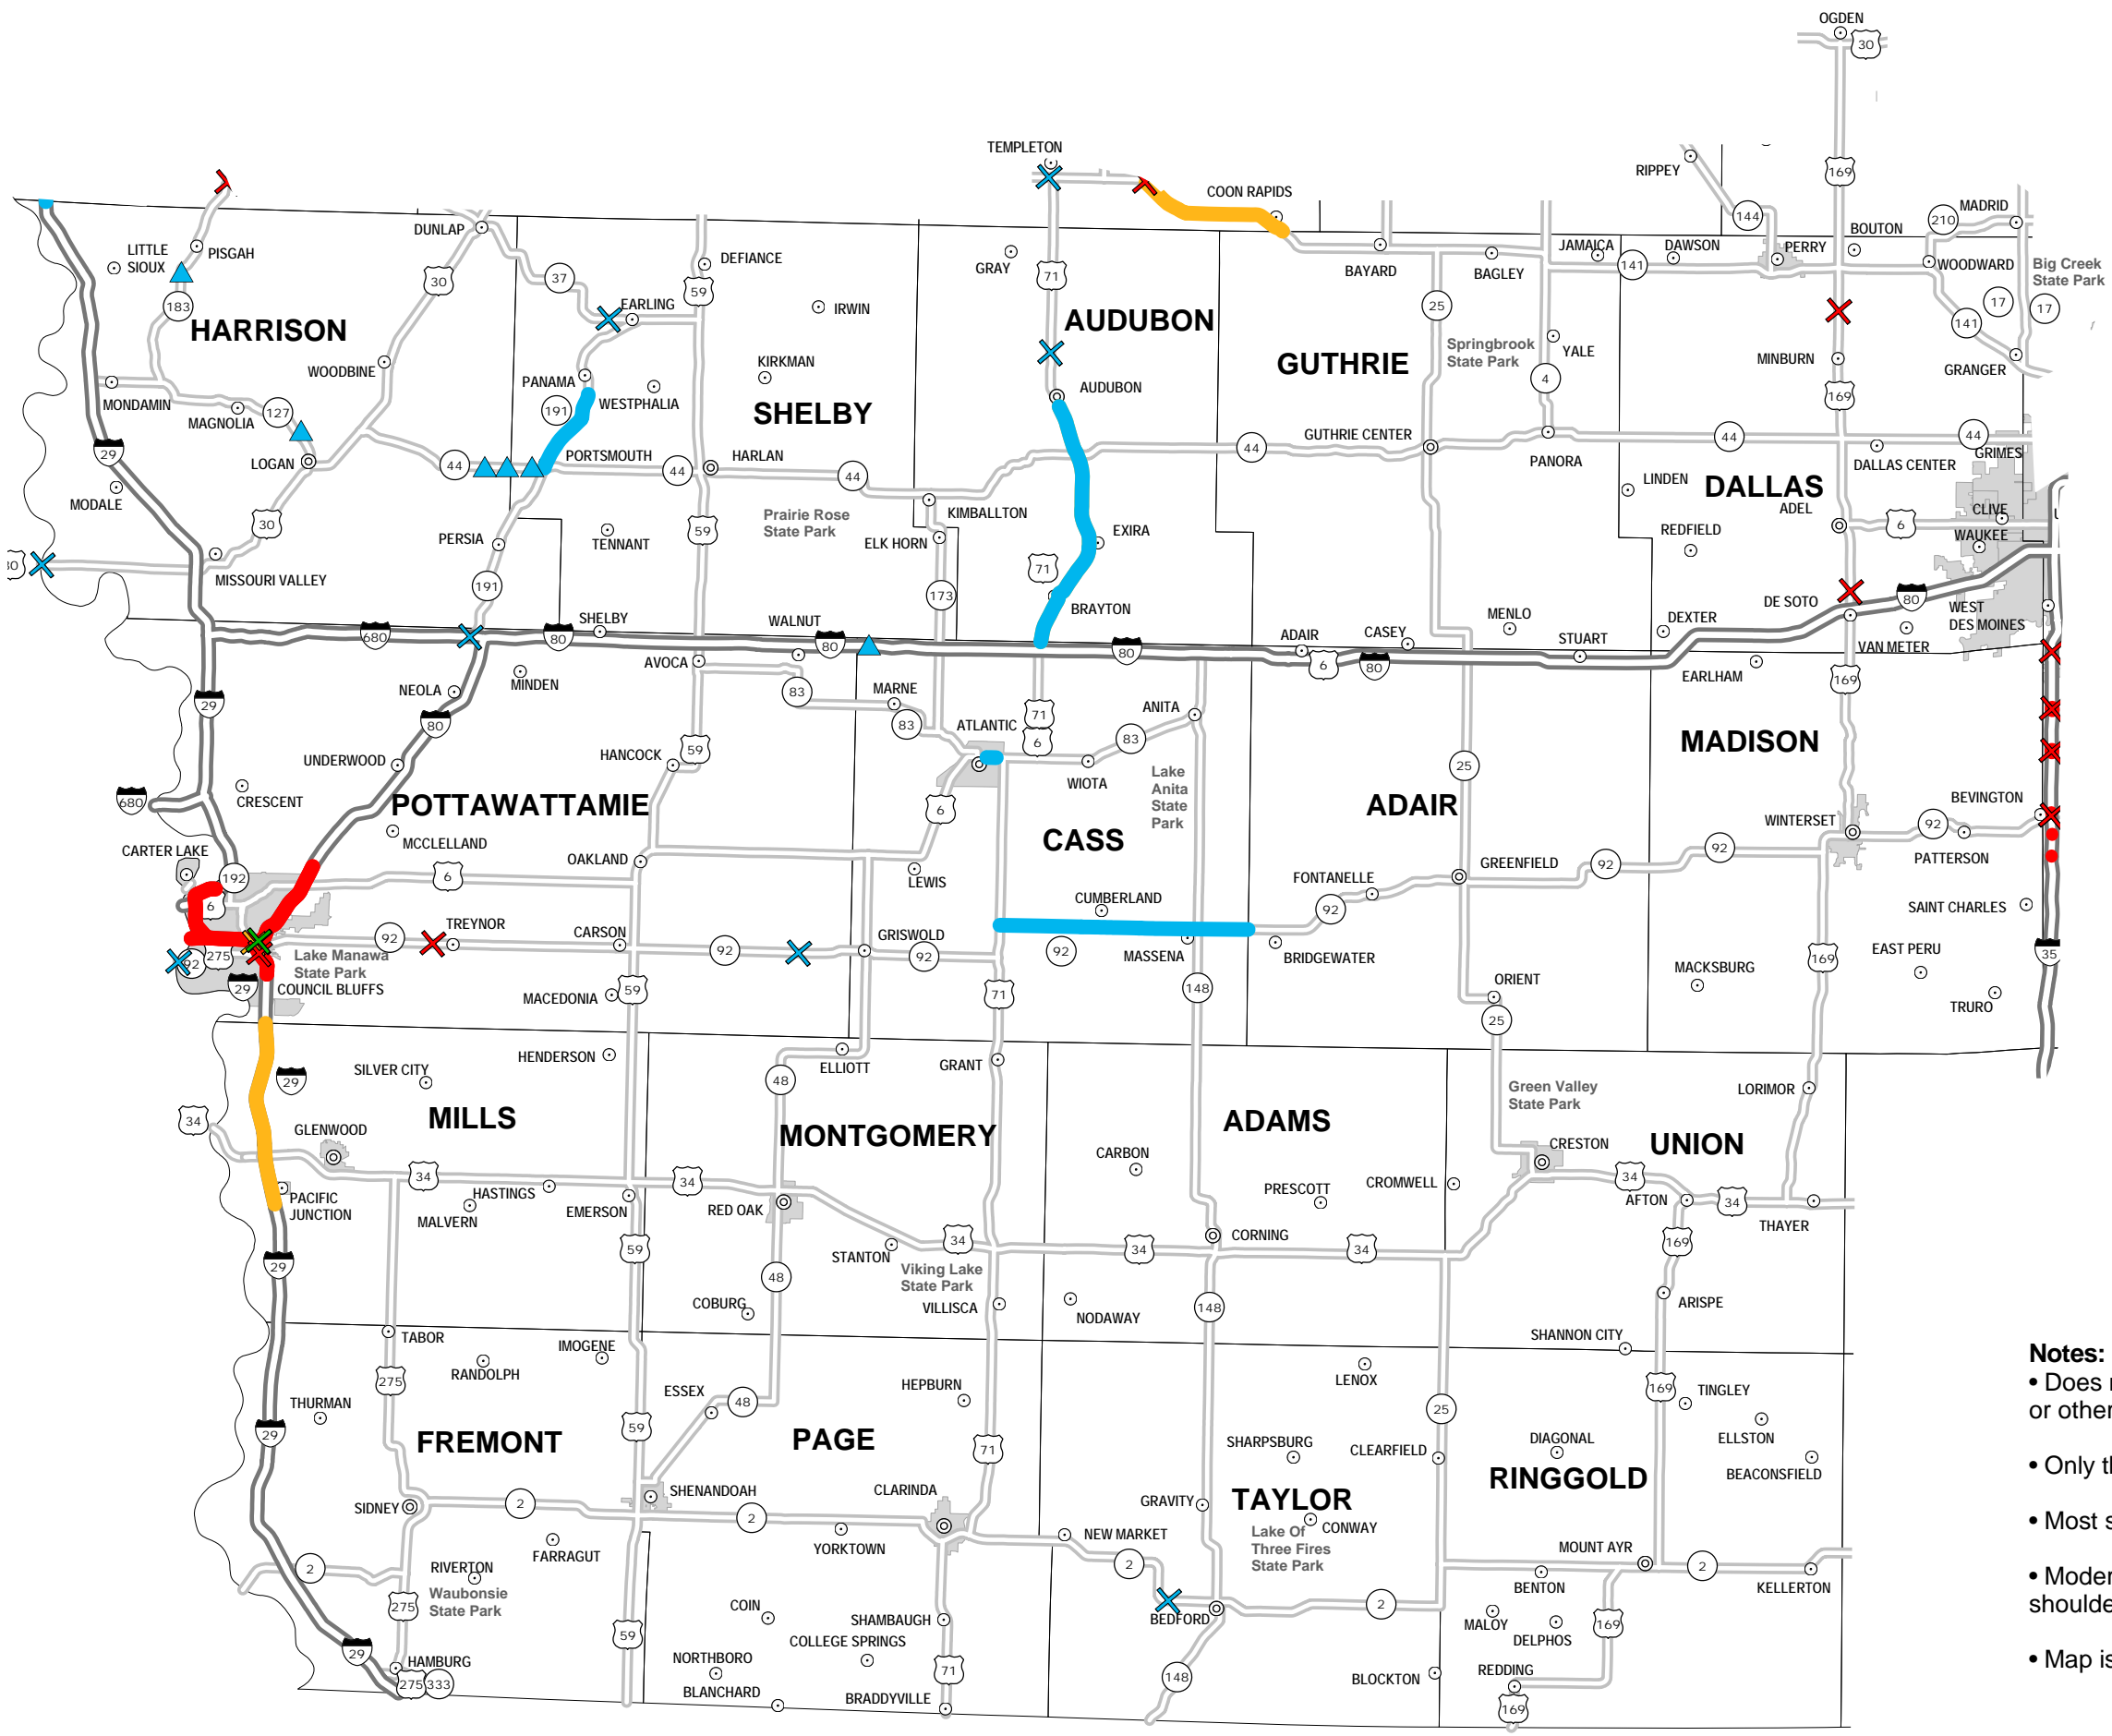 OGDEN
30
TEMPLETON
RIPPEY
169
COON RAPIDS
144
210
MADRID
BOUTON
DUNLAP
LITTLE
SIOUX
PISGAH
DEFIANCE
GRAY
BAYARD
BAGLEY
JAMAICA
141
DAWSON
PERRY
WOODWARD
Big Creek
State Park
37
30
59
71
183
HARRISON
EARLING
IRWIN
AUDUBON
25
17
17
141
GUTHRIE
Springbrook
State Park
YALE
MINBURN
GRANGER
WOODBINE
KIRKMAN
PANAMA
WESTPHALIA
AUDUBON
4
169
MONDAMIN
MAGNOLIA
127
191
SHELBY
LOGAN
44
PORTSMOUTH
44
HARLAN
44
44
GUTHRIE CENTER
PANORA
44
44
DALLAS CENTER
GRIMES
29
MODALE
LINDEN
DALLAS
ADEL
30
KIMBALLTON
Prairie Rose
State Park
6
CLIVE
WAUKEE
PERSIA
TENNANT
59
ELK HORN
EXIRA
REDFIELD
MISSOURI VALLEY
191
71
173
BRAYTON
DE SOTO
80
WEST
DES MOINES
SHELBY
WALNUT
MENLO
DEXTER
680
80
80
80
ADAIR
6
CASEY
80
STUART
VAN METER
AVOCA
EARLHAM
MINDEN
NEOLA
29
80
83
MARNE
83
ATLANTIC
71
6
ANITA
83
169
UNDERWOOD
HANCOCK
59
WIOTA
Lake
Anita
State
Park
25
MADISON
680
CRESCENT
POTTAWATTAMIE
6
ADAIR
BEVINGTON
MCCLELLAND
CASS
WINTERSET
92
PATTERSON
CARTER LAKE
192
6
6
OAKLAND
LEWIS
FONTANELLE
GREENFIELD
92
92
CUMBERLAND
92
SAINT CHARLES
92
TREYNOR
CARSON
92
GRISWOLD
92
92
MASSENA
BRIDGEWATER
92
275
Lake Manawa
State Park
COUNCIL BLUFFS
29
MACEDONIA
59
71
148
ORIENT
25
MACKSBURG
169
EAST PERU
35
TRURO
HENDERSON
SILVER CITY
29
48
ELLIOTT
GRANT
Green Valley
State Park
LORIMOR
34
GLENWOOD
MILLS
MONTGOMERY
ADAMS
CRESTON
UNION
CARBON
34
34
34
PACIFIC
JUNCTION
HASTINGS
MALVERN
EMERSON
RED OAK
PRESCOTT
CROMWELL
AFTON
34
THAYER
29
59
48
STANTON
34
34
CORNING
34
169
Viking Lake
State Park
COBURG
VILLISCA
NODAWAY
148
ARISPE
TABOR
IMOGENE
SHANNON CITY
RANDOLPH
275
THURMAN
ESSEX
48
HEPBURN
LENOX
169
TINGLEY
29
59
FREMONT
PAGE
71
25
SHARPSBURG
CLEARFIELD
DIAGONAL
ELLSTON
RINGGOLD
BEACONSFIELD
SIDNEY
2
SHENANDOAH
2
CLARINDA
GRAVITY
TAYLOR
CONWAY
Lake Of
Three Fires
State Park
FARRAGUT
YORKTOWN
NEW MARKET
2
MOUNT AYR
2
KELLERTON
2
RIVERTON
Waubonsie
State Park
275
BENTON
COIN
SHAMBAUGH
BEDFORD
2
MALOY
DELPHOS
169
59
COLLEGE SPRINGS
29
HAMBURG
275
333
NORTHBORO
BLANCHARD
71
BRADDYVILLE
148
BLOCKTON
REDDING
169
Notes:
• Does
or other
• Only
• Most
•
• Map